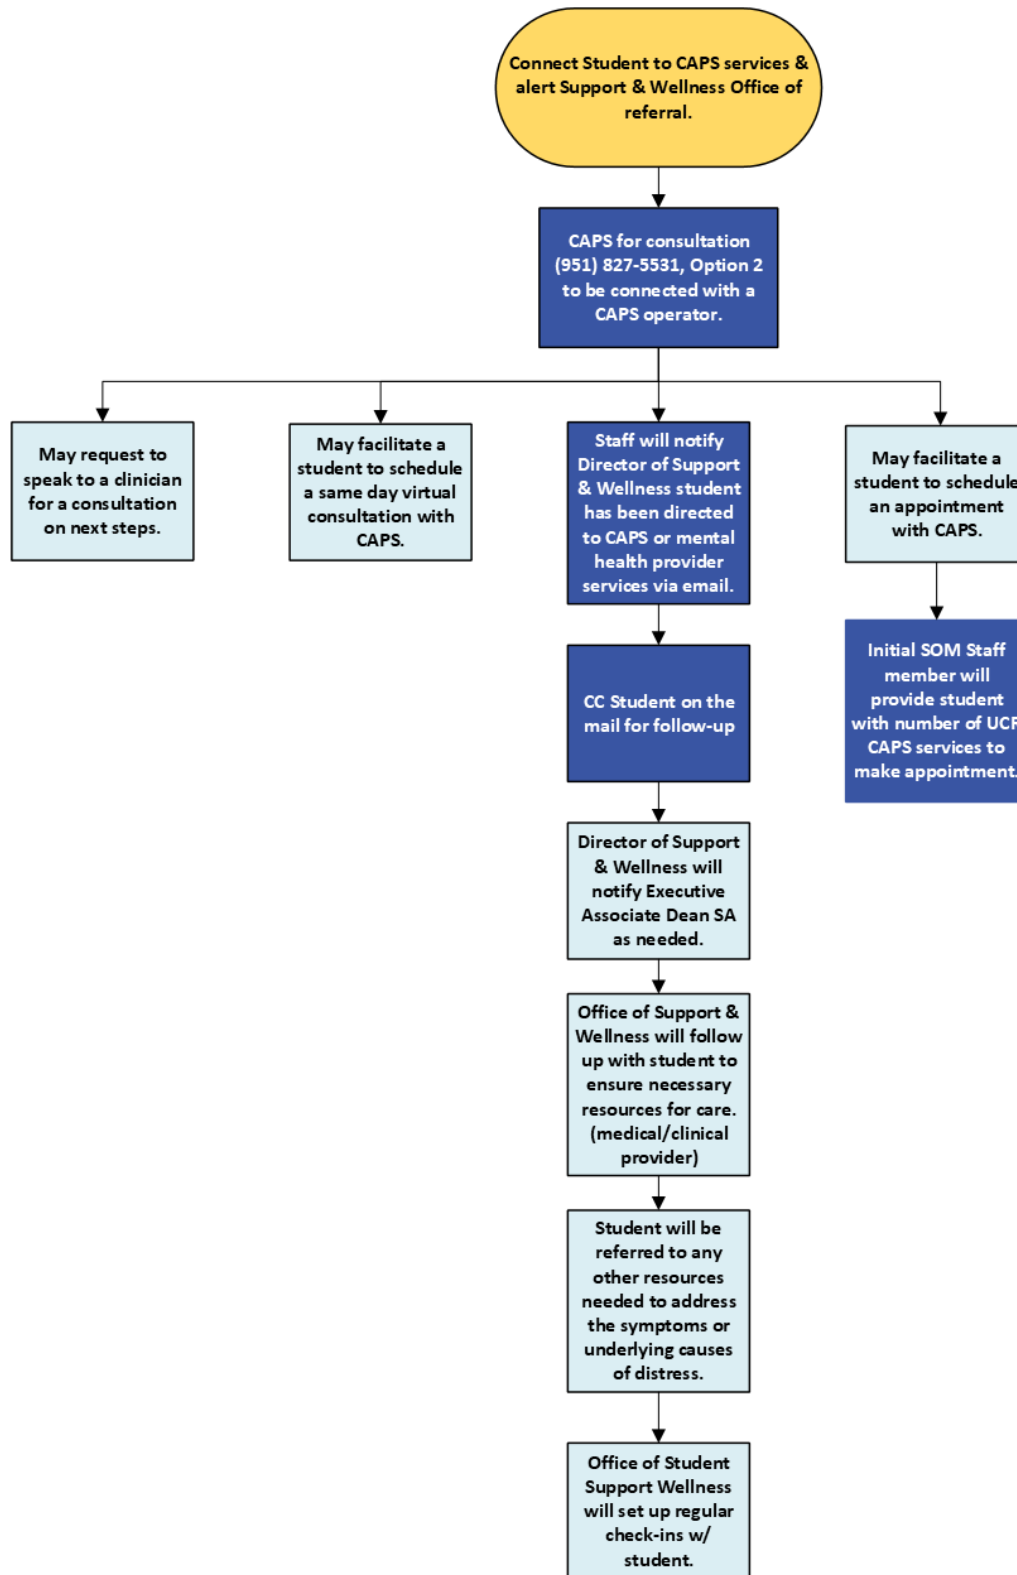 Connect Student to CAPS services &
alert Support & Wellness Office of
referral.
CAPS for consultation
(951) 827-5531, Option 2
to be connected with a
CAPS operator.
May request to
speak to a clinician
for a consultation
on next steps.
May facilitate a
student to schedule
a same day virtual
consultation with
CAPS.
Staff will notify
Director of Support
& Wellness student
has been directed
to CAPS or mental
health provider
services via email.
May facilitate a
student to schedule
an appointment
with CAPS.
CC Student on the
mail for follow-up
Initial SOM Staff
member will
provide student
with number of UCR
CAPS services to
make appointment.
Director of Support
& Wellness will
notify Executive
Associate Dean SA
as needed.
Office of Support &
Wellness will follow
up with student to
ensure necessary
resources for care.
(medical/clinical
provider)
Student will be
referred to any
other resources
needed to address
the symptoms or
underlying causes
of distress.
Office of Student
Support Wellness
will set up regular
check-ins w/
student.